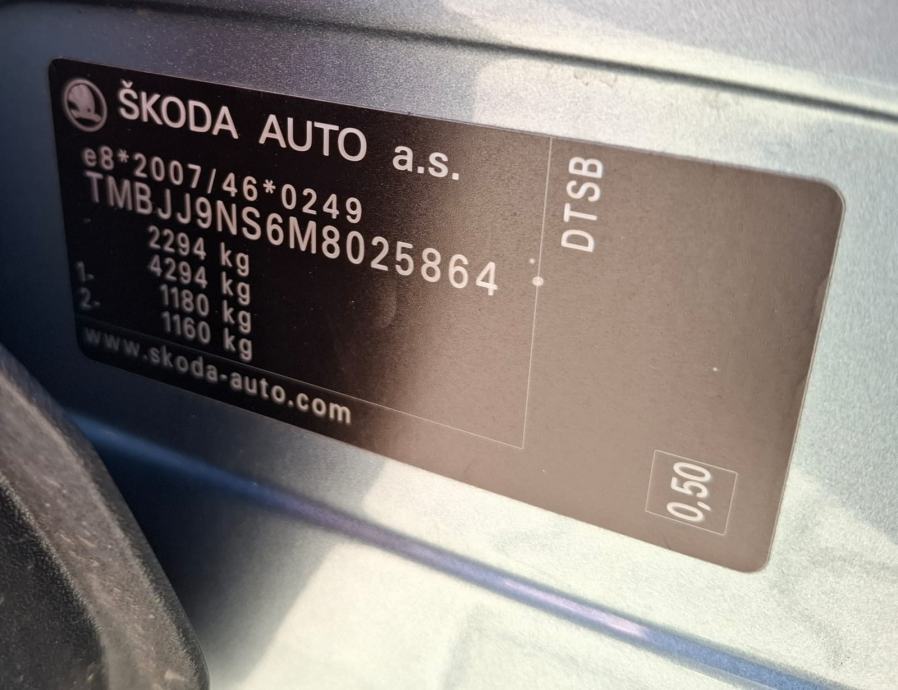 ŠKODA AUTO a.s.
e8*2007/46*0249
TMBJJ9NS6M8025864
2294 kg
4294 kg
1- 1180 kg
2- 1160 kg
www.skoda-auto.com
DTSB
0,50